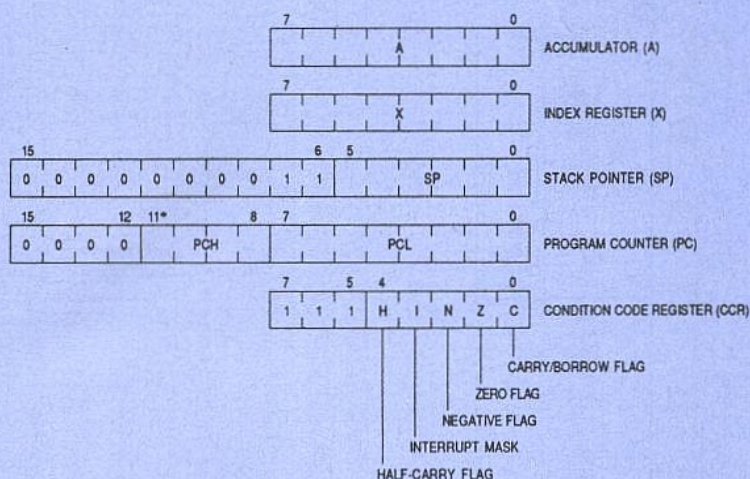 7 0
A ACCUMULATOR (A)
7 0
X INDEX REGISTER (X)
15 6 5 0
0 0 0 0 0 0 0 0 1 1 SP STACK POINTER (SP)
15 12 11* 8 7 0
0 0 0 0 PCH PCL PROGRAM COUNTER (PC)
7 5 4 0
1 1 1 H I N Z C CONDITION CODE REGISTER (CCR)
CARRY/BORROW FLAG
ZERO FLAG
NEGATIVE FLAG
INTERRUPT MASK
HALF-CARRY FLAG